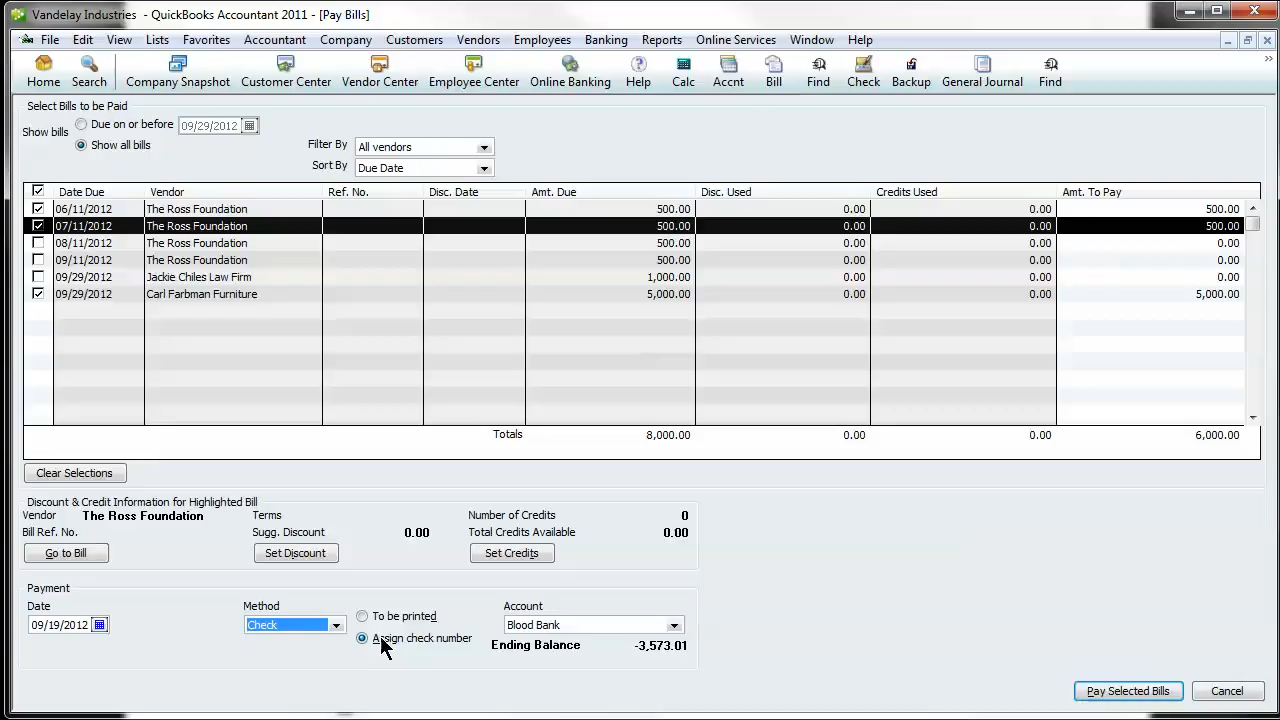 Vandelay Industries - QuickBooks Accountant 2011 - [Pay Bills]
File Edit View Lists Favorites Accountant Company Customers Vendors Employees Banking Reports Online Services Window Help
Home Search Company Snapshot Customer Center Vendor Center Employee Center Online Banking Help Calc Accnt Bill Find Check Backup General Journal Find
Select Bills to be Paid
Show bills
Due on or before 09/29/2012
Show all bills
Filter By All vendors
Sort By Due Date
Date Due Vendor Ref. No. Disc. Date Amt. Due Disc. Used Credits Used Amt. To Pay
06/11/2012 The Ross Foundation 500.00 0.00 0.00 500.00
07/11/2012 The Ross Foundation 500.00 0.00 0.00 500.00
08/11/2012 The Ross Foundation 500.00 0.00 0.00 0.00
09/11/2012 The Ross Foundation 500.00 0.00 0.00 0.00
09/29/2012 Jackie Chiles Law Firm 1,000.00 0.00 0.00 0.00
09/29/2012 Carl Farbman Furniture 5,000.00 0.00 0.00 5,000.00
Totals 8,000.00 0.00 0.00 6,000.00
Clear Selections
Discount & Credit Information for Highlighted Bill
Vendor The Ross Foundation Terms Number of Credits 0
Bill Ref. No. Sugg. Discount 0.00 Total Credits Available 0.00
Go to Bill Set Discount Set Credits
Payment
Date Method Account
To be printed
09/19/2012 Check Blood Bank
Assign check number
Ending Balance -3,573.01
Pay Selected Bills Cancel